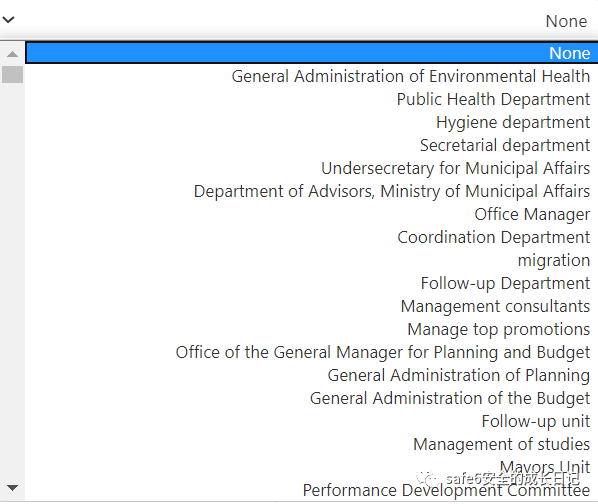 None
None
General Administration of Environmental Health
Public Health Department
Hygiene department
Secretarial department
Undersecretary for Municipal Affairs
Department of Advisors, Ministry of Municipal Affairs
Office Manager
Coordination Department
migration
Follow-up Department
Management consultants
Manage top promotions
Office of the General Manager for Planning and Budget
General Administration of Planning
General Administration of the Budget
Follow-up unit
Management of studies
Mayors Unit
safe6安全的成长日记
Performance Development Committee